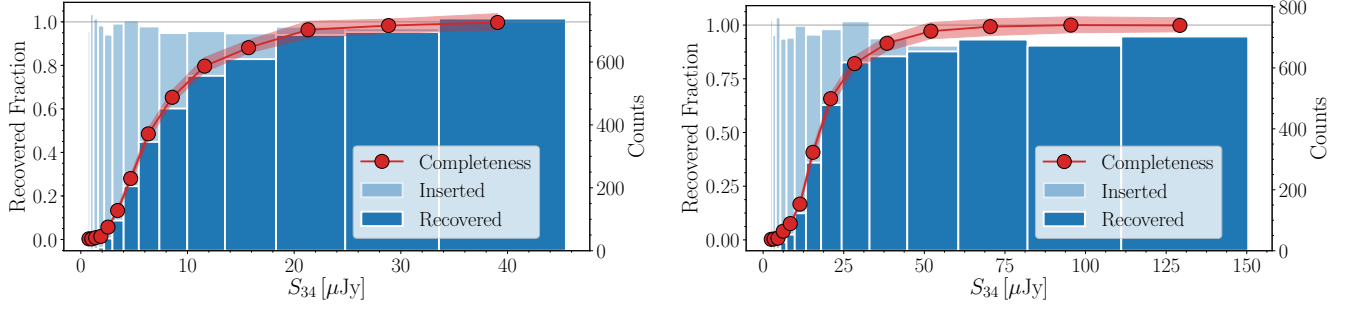 1.0
0.8
0.6
0.4
0.2
0.0
Recovered Fraction
600
400
200
0
Counts
Completeness
Inserted
Recovered
0 10 20 30 40
S₃₄ [μJy]
1.00
0.75
0.50
0.25
0.00
Recovered Fraction
800
600
400
200
0
Counts
Completeness
Inserted
Recovered
0 25 50 75 100 125 150
S₃₄ [μJy]